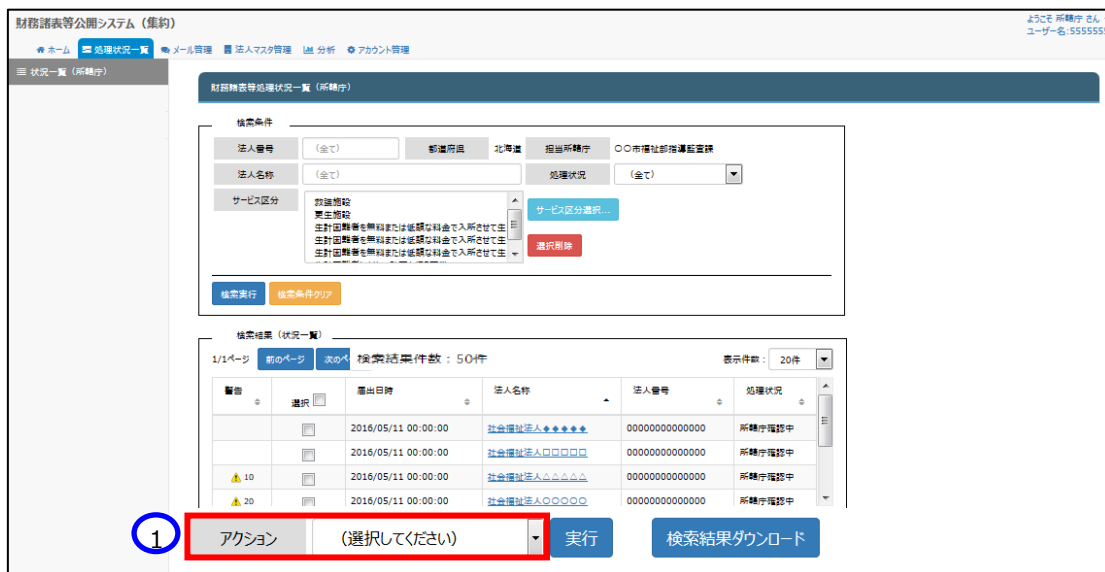 財務諸表等公開システム（集約）
ようこそ 所轄庁 さん
ユーザー名:5555555
ホーム 処理状況一覧 メール管理 法人マスタ管理 分析 アカウント管理
状況一覧（所轄庁）
財務諸表等処理状況一覧（所轄庁）
検索条件
法人番号 (全て) 都道府県 北海道 担当所轄庁 〇〇市福祉部指導監査課
法人名称 (全て) 処理状況 (全て)
サービス区分
救護施設
更生施設
生計困難者を無料または低額な料金で入所させて生
生計困難者を無料または低額な料金で入所させて生
生計困難者を無料または低額な料金で入所させて生
サービス区分選択...
選択削除
検索実行 検索条件クリア
検索結果（状況一覧）
1/1ページ 前のページ 次のペ 検索結果件数：50件 表示件数： 20件
警告 選択 届出日時 法人名称 法人番号 処理状況
2016/05/11 00:00:00 社会福祉法人◆◆◆◆◆ 00000000000000 所轄庁確認中
2016/05/11 00:00:00 社会福祉法人□□□□□ 00000000000000 所轄庁確認中
10 2016/05/11 00:00:00 社会福祉法人△△△△△ 00000000000000 所轄庁確認中
20 2016/05/11 00:00:00 社会福祉法人〇〇〇〇〇 00000000000000 所轄庁確認中
1 アクション (選択してください) 実行 検索結果ダウンロード